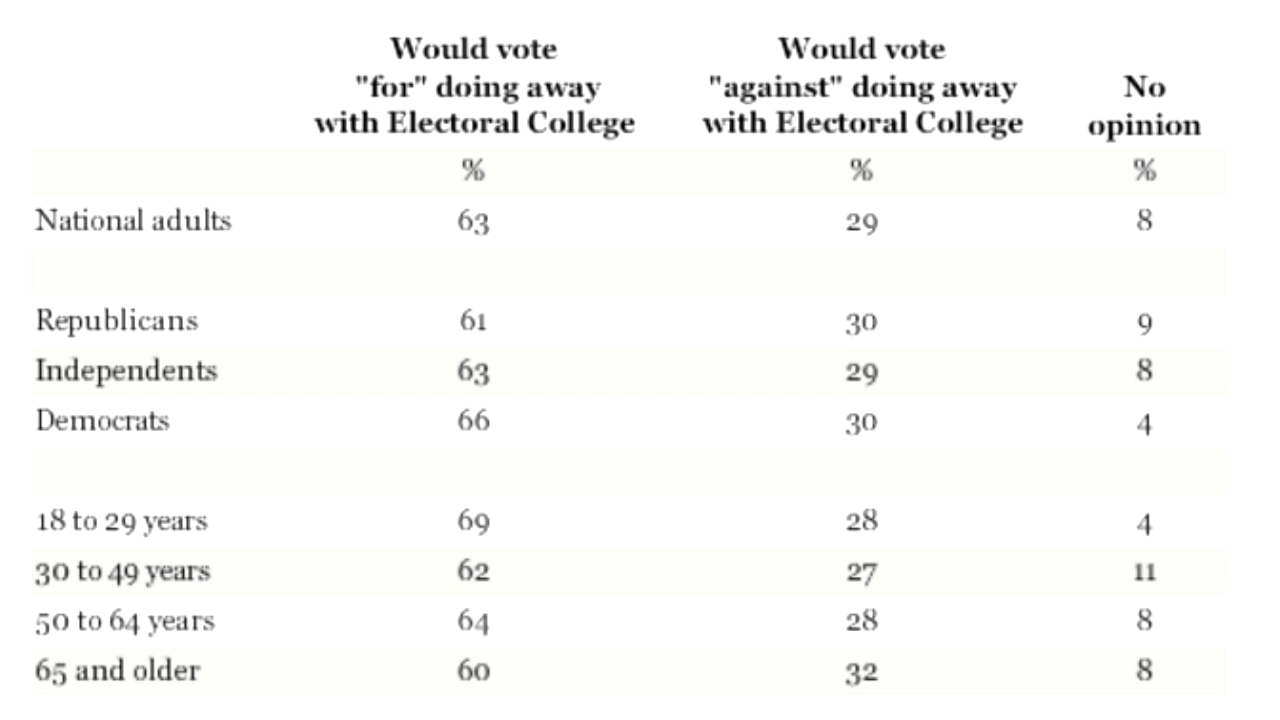 Would vote "for" doing away with Electoral College Would vote "against" doing away with Electoral College No opinion
% % %
National adults 63 29 8
Republicans 61 30 9
Independents 63 29 8
Democrats 66 30 4
18 to 29 years 69 28 4
30 to 49 years 62 27 11
50 to 64 years 64 28 8
65 and older 60 32 8